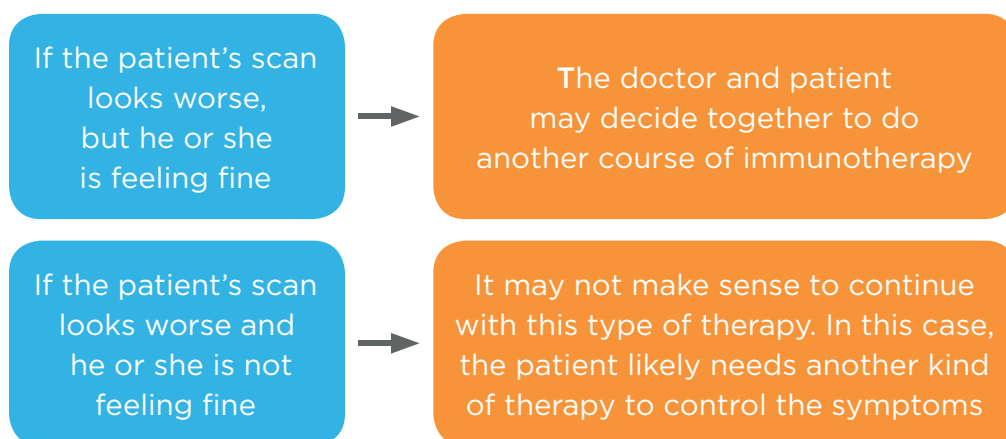 If the patient’s scan
looks worse,
but he or she
is feeling fine
The doctor and patient
may decide together to do
another course of immunotherapy
If the patient’s scan
looks worse and
he or she is not
feeling fine
It may not make sense to continue
with this type of therapy. In this case,
the patient likely needs another kind
of therapy to control the symptoms